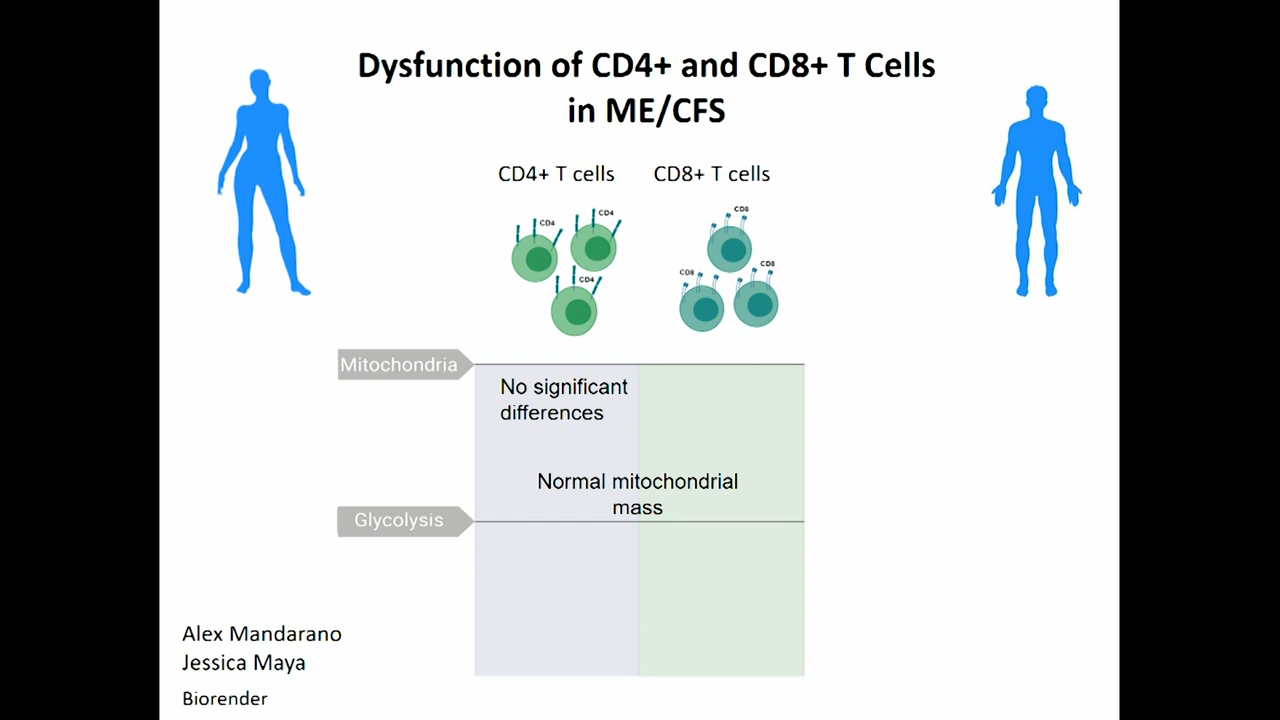 Dysfunction of CD4+ and CD8+ T Cells
in ME/CFS
CD4+ T cells
CD8+ T cells
CD4
CD4
CD4
CD8
CD8
CD8
Mitochondria
No significant
differences
Normal mitochondrial
mass
Glycolysis
Alex Mandarano
Jessica Maya
Biorender